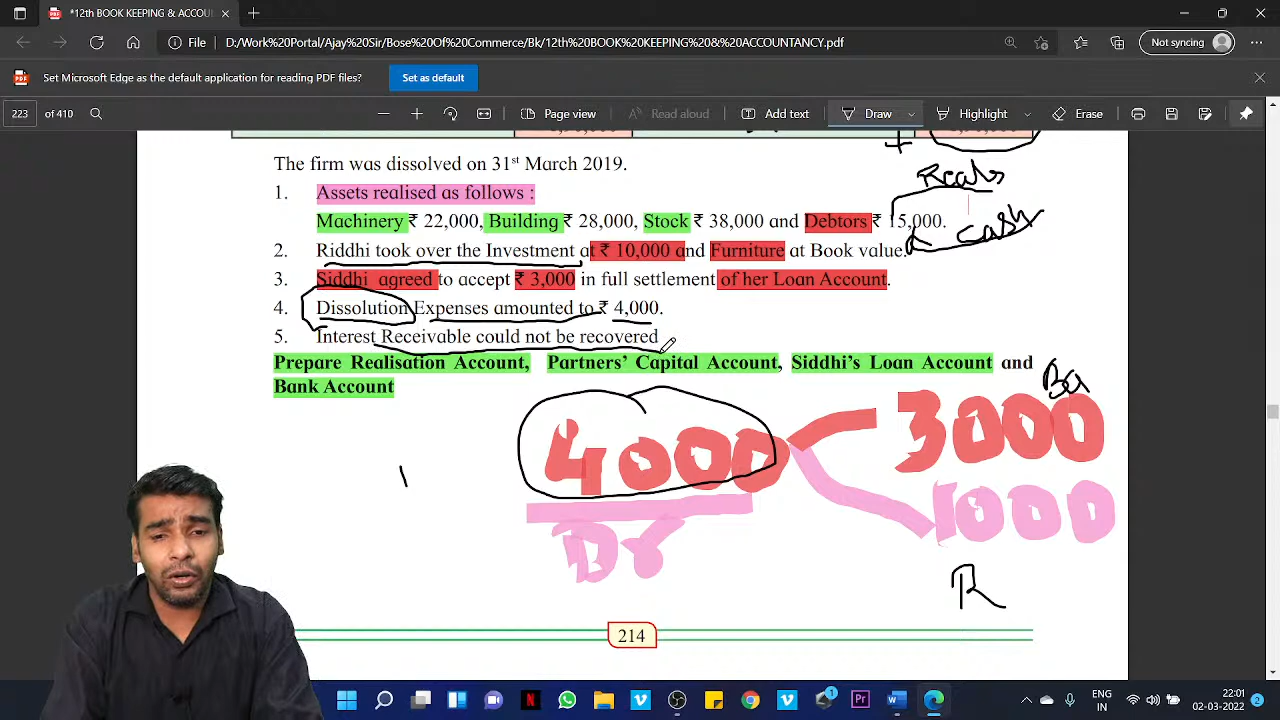 *12th BOOK KEEPING & ACCOU
File
D:/Work%20Portal/Ajay%20Sir/Bose%20Of%20Commerce/Bk/12th%20BOOK%20KEEPING%20&%20ACCOUNTANCY.pdf
Not syncing
Set Microsoft Edge as the default application for reading PDF files?
Set as default
223 of 410
Page view
Read aloud
Add text
Draw
Highlight
Erase
The firm was dissolved on 31st March 2019.
1. Assets realised as follows :
Machinery ₹ 22,000, Building ₹ 28,000, Stock ₹ 38,000 and Debtors ₹ 15,000.
2. Riddhi took over the Investment at ₹ 10,000 and Furniture at Book value.
3. Siddhi agreed to accept ₹ 3,000 in full settlement of her Loan Account.
4. Dissolution Expenses amounted to ₹ 4,000.
5. Interest Receivable could not be recovered
Prepare Realisation Account, Partners' Capital Account, Siddhi's Loan Account and
Bank Account
Cash
Ba
4000
3000
1000
Dr
R
214
ENG
IN
22:01
02-03-2022
2
1